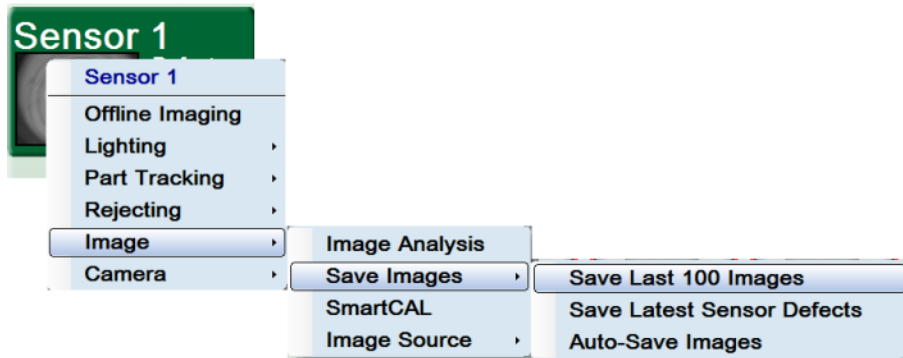 Sensor 1
Sensor 1
Offline Imaging
Lighting
Part Tracking
Rejecting
Image
Camera
Image Analysis
Save Images
SmartCAL
Image Source
Save Last 100 Images
Save Latest Sensor Defects
Auto-Save Images